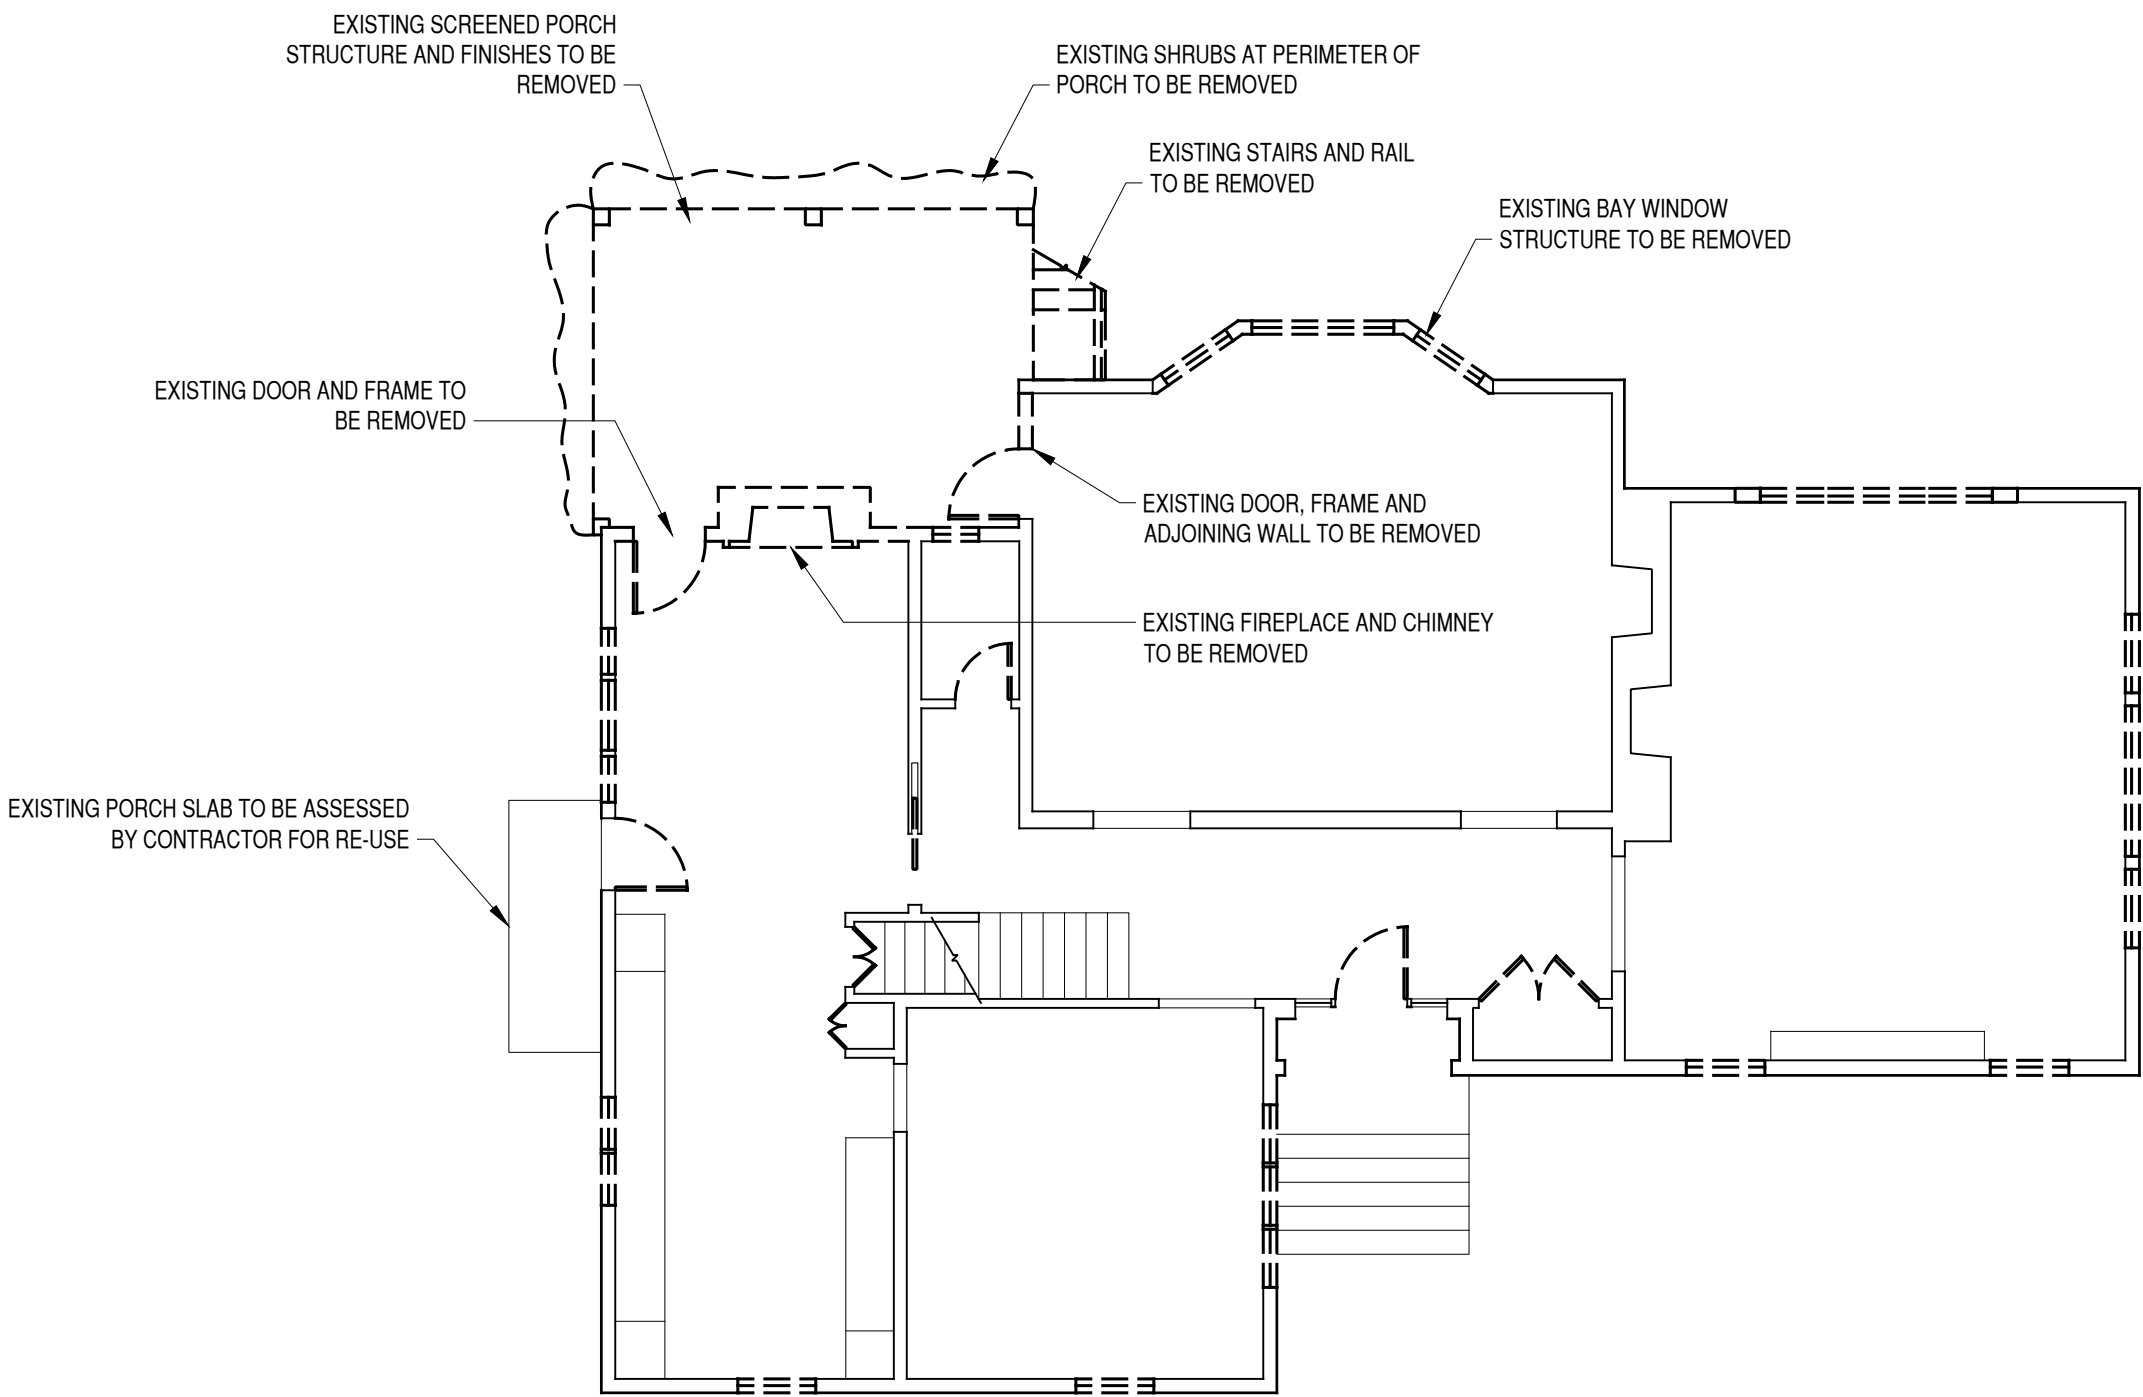 EXISTING SCREENED PORCH
STRUCTURE AND FINISHES TO BE
REMOVED
EXISTING SHRUBS AT PERIMETER OF
PORCH TO BE REMOVED
EXISTING STAIRS AND RAIL
TO BE REMOVED
EXISTING BAY WINDOW
STRUCTURE TO BE REMOVED
EXISTING DOOR AND FRAME TO
BE REMOVED
EXISTING DOOR, FRAME AND
ADJOINING WALL TO BE REMOVED
EXISTING FIREPLACE AND CHIMNEY
TO BE REMOVED
EXISTING PORCH SLAB TO BE ASSESSED
BY CONTRACTOR FOR RE-USE